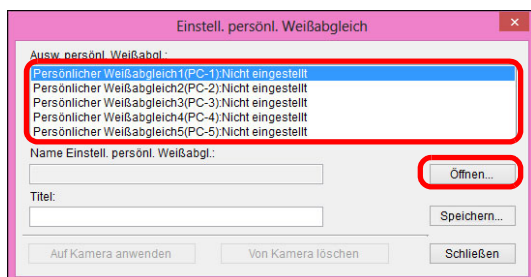 Einstell. persönl. Weißabgleich
Ausw. persönl. Weißabgl.:
Persönlicher Weißabgleich1(PC-1):Nicht eingestellt
Persönlicher Weißabgleich2(PC-2):Nicht eingestellt
Persönlicher Weißabgleich3(PC-3):Nicht eingestellt
Persönlicher Weißabgleich4(PC-4):Nicht eingestellt
Persönlicher Weißabgleich5(PC-5):Nicht eingestellt
Name Einstell. persönl. Weißabgl.:
Öffnen...
Titel:
Speichern...
Auf Kamera anwenden Von Kamera löschen Schließen